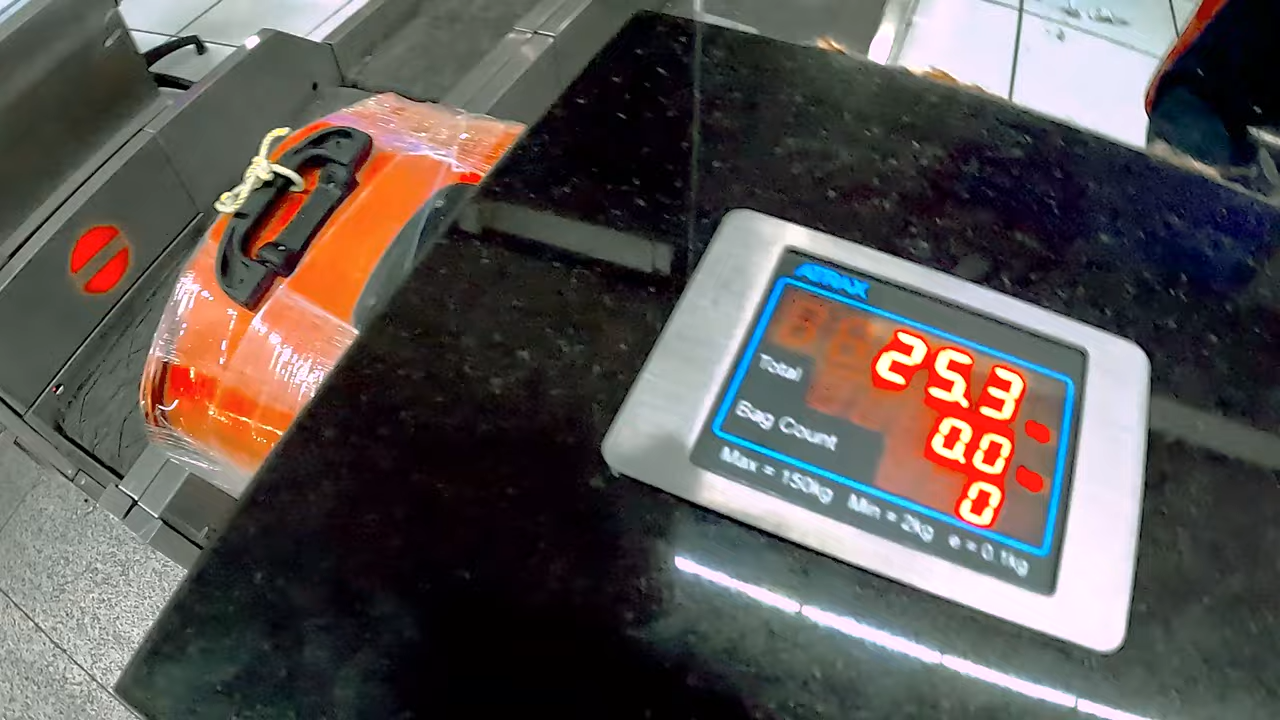 25.3
Total 0.0
Bag Count 0
Max = 150kg Min = 2kg e = 0.1kg